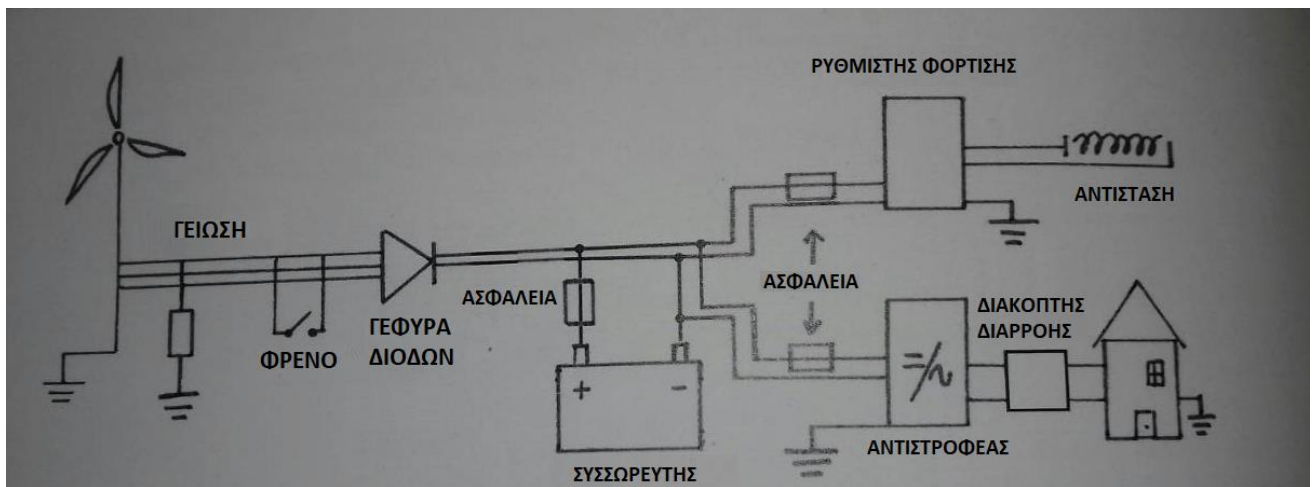 ΡΥΘΜΙΣΤΗΣ ΦΟΡΤΙΣΗΣ
ΑΝΤΙΣΤΑΣΗ
ΓΕΙΩΣΗ
ΑΣΦΑΛΕΙΑ
ΑΣΦΑΛΕΙΑ
ΔΙΑΚΟΠΤΗΣ
ΔΙΑΡΡΟΗΣ
ΦΡΕΝΟ
ΓΕΦΥΡΑ
ΔΙΟΔΩΝ
+ -
=/~
ΑΝΤΙΣΤΡΟΦΕΑΣ
ΣΥΣΣΩΡΕΥΤΗΣ